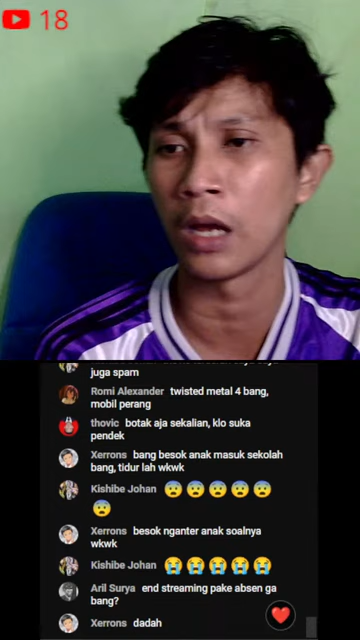 18
juga spam
Romi Alexander twisted metal 4 bang,
mobil perang
thovic botak aja sekalian, klo suka
pendek
Xerrons bang besok anak masuk sekolah
bang, tidur lah wkwk
Kishibe Johan 😨😨😨😨😨
😨
Xerrons besok nganter anak soalnya
wkwk
Kishibe Johan 😭😭😭😭😭
Aril Surya end streaming pake absen ga
bang?
Xerrons dadah